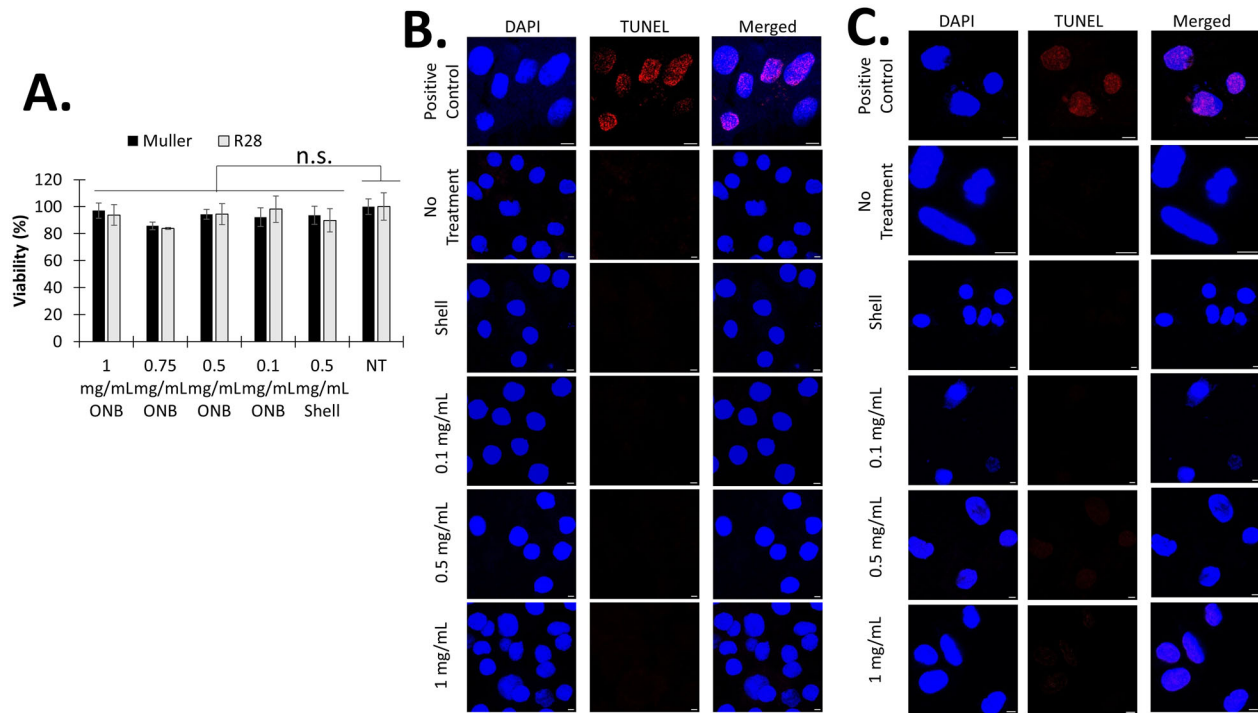 A.
Muller R28
n.s.
Viability (%)
120
100
80
60
40
20
0
1 0.75 0.5 0.1 0.5 NT
mg/mL mg/mL mg/mL mg/mL mg/mL
ONB ONB ONB ONB Shell
B.
DAPI TUNEL Merged
Positive
Control
No
Treatment
Shell
0.1 mg/mL
0.5 mg/mL
1 mg/mL
C.
DAPI TUNEL Merged
Positive
Control
No
Treatment
Shell
0.1 mg/mL
0.5 mg/mL
1 mg/mL